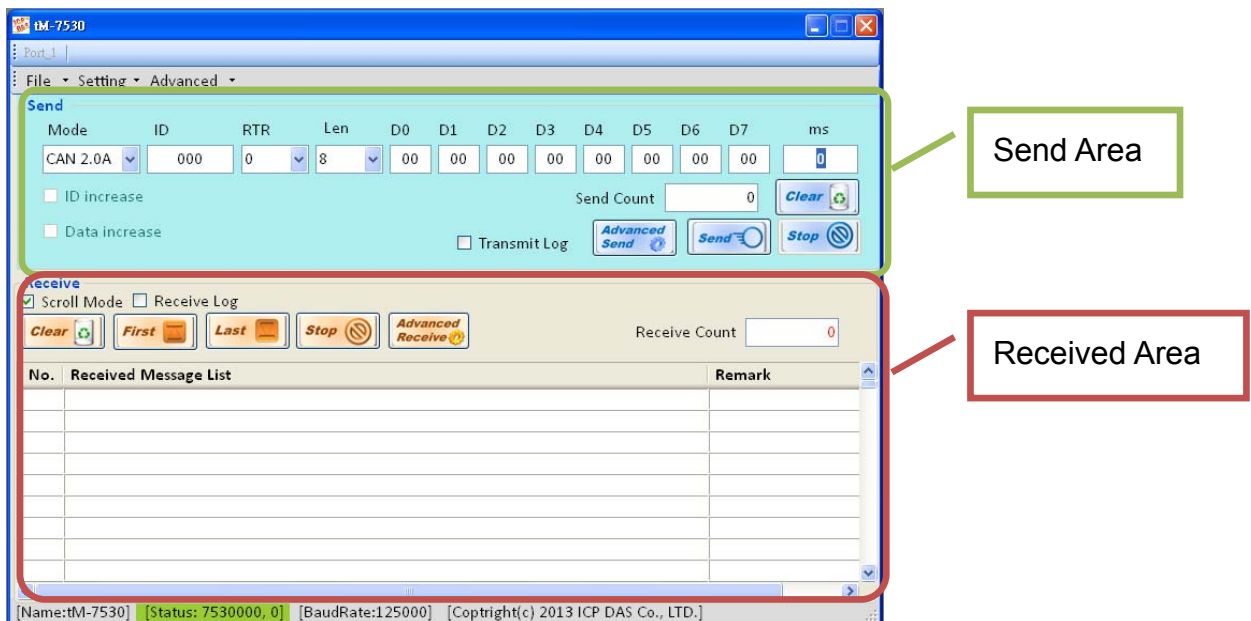 tM-7530
Port_1
File Setting Advanced
Send
Mode ID RTR Len D0 D1 D2 D3 D4 D5 D6 D7 ms
CAN 2.0A 000 0 8 00 00 00 00 00 00 00 00 0
ID increase Send Count 0 Clear
Data increase Transmit Log Advanced Send Send Stop
Receive
Scroll Mode Receive Log
Clear First Last Stop Advanced Receive Receive Count 0
No. Received Message List Remark
[Name:tM-7530] [Status: 7530000, 0] [BaudRate:125000] [Coptright(c) 2013 ICP DAS Co., LTD.]
Send Area
Received Area